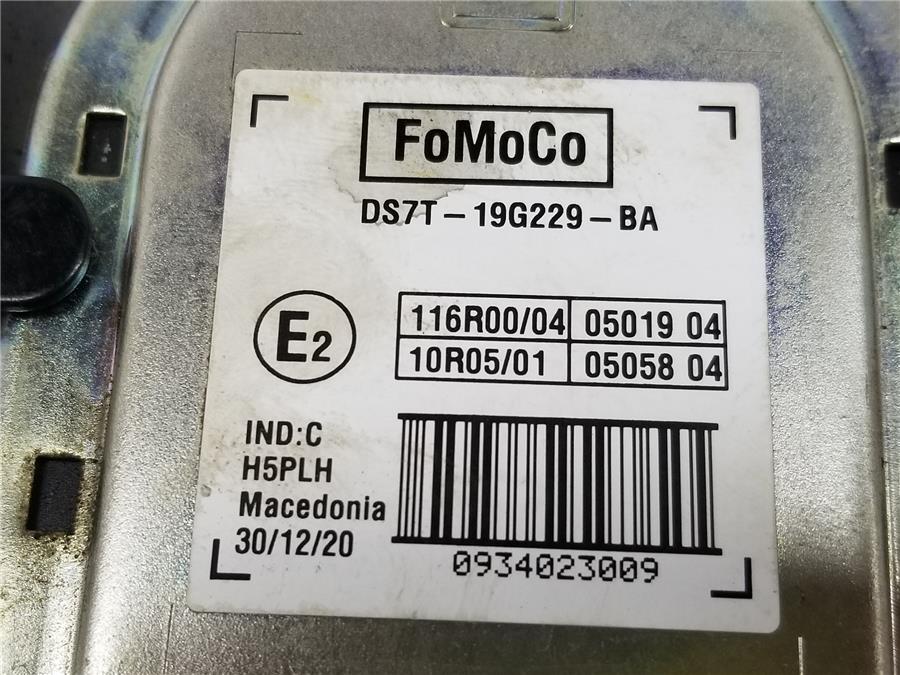 FoMoCo
DS7T-19G229-BA
E2
116R00/04 05019 04
10R05/01 05058 04
IND:C
H5PLH
Macedonia
30/12/20
0934023009